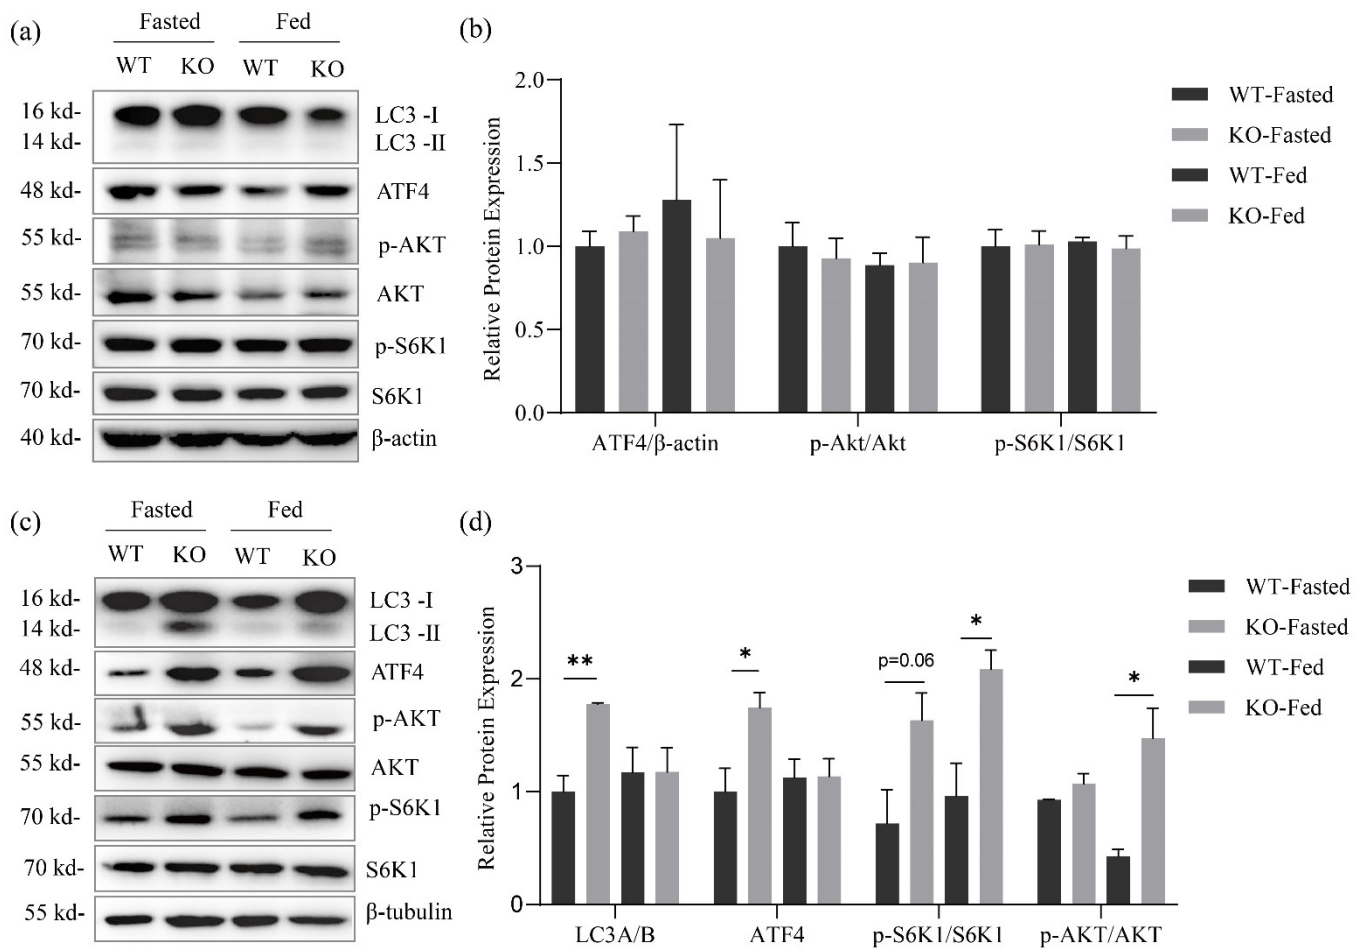 (a)
Fasted Fed
WT KO WT KO
16 kd- LC3 -I
14 kd- LC3 -II
48 kd- ATF4
55 kd- p-AKT
55 kd- AKT
70 kd- p-S6K1
70 kd- S6K1
40 kd- β-actin
(b)
Relative Protein Expression
2.0
1.5
1.0
0.5
0.0
ATF4/β-actin p-Akt/Akt p-S6K1/S6K1
WT-Fasted
KO-Fasted
WT-Fed
KO-Fed
(c)
Fasted Fed
WT KO WT KO
16 kd- LC3 -I
14 kd- LC3 -II
48 kd- ATF4
55 kd- p-AKT
55 kd- AKT
70 kd- p-S6K1
70 kd- S6K1
55 kd- β-tubulin
(d)
Relative Protein Expression
3
2
1
0
**
*
p=0.06
*
*
LC3A/B ATF4 p-S6K1/S6K1 p-AKT/AKT
WT-Fasted
KO-Fasted
WT-Fed
KO-Fed